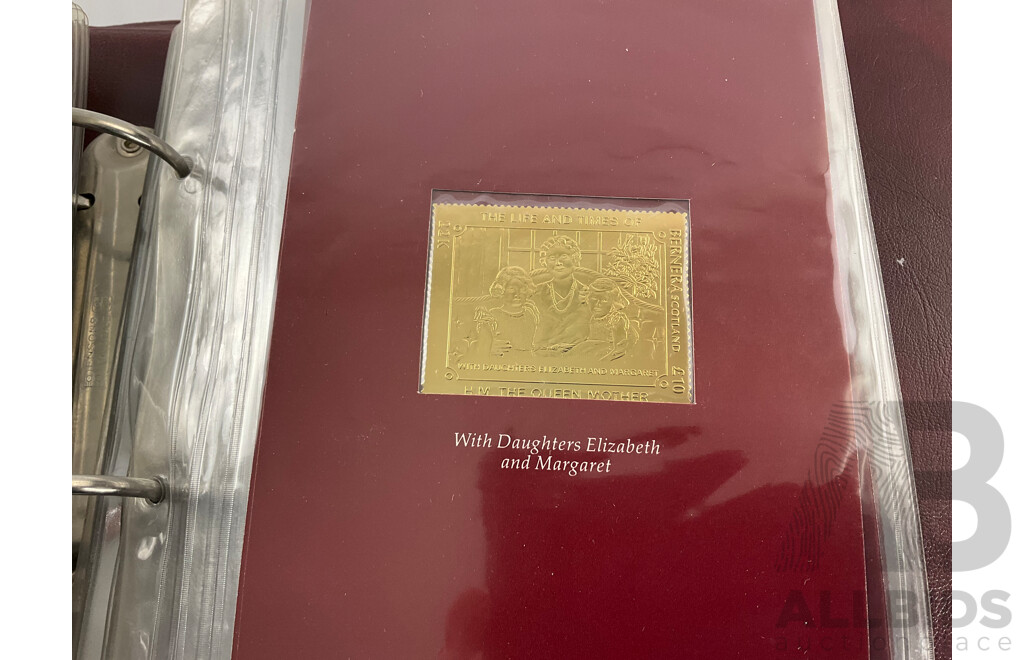 THE LIFE AND TIMES OF
BERNERA SCOTLAND
£10
WITH DAUGHTERS ELIZABETH AND MARGARET
H.M. THE QUEEN MOTHER
With Daughters Elizabeth
and Margaret
AB
ALLBIDS